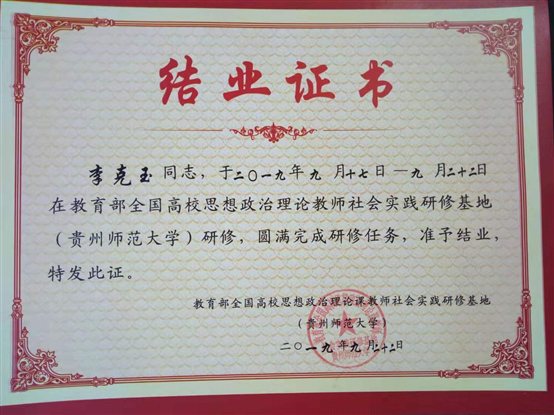 结业证书
李克玉同志，于二〇一九年九月十七日—九月二十二日
在教育部全国高校思想政治理论教师社会实践研修基地
（贵州师范大学）研修，圆满完成研修任务，准予结业，
特发此证。
教育部全国高校思想政治理论课教师社会实践研修基地
（贵州师范大学）
二〇一九年九月二十二日